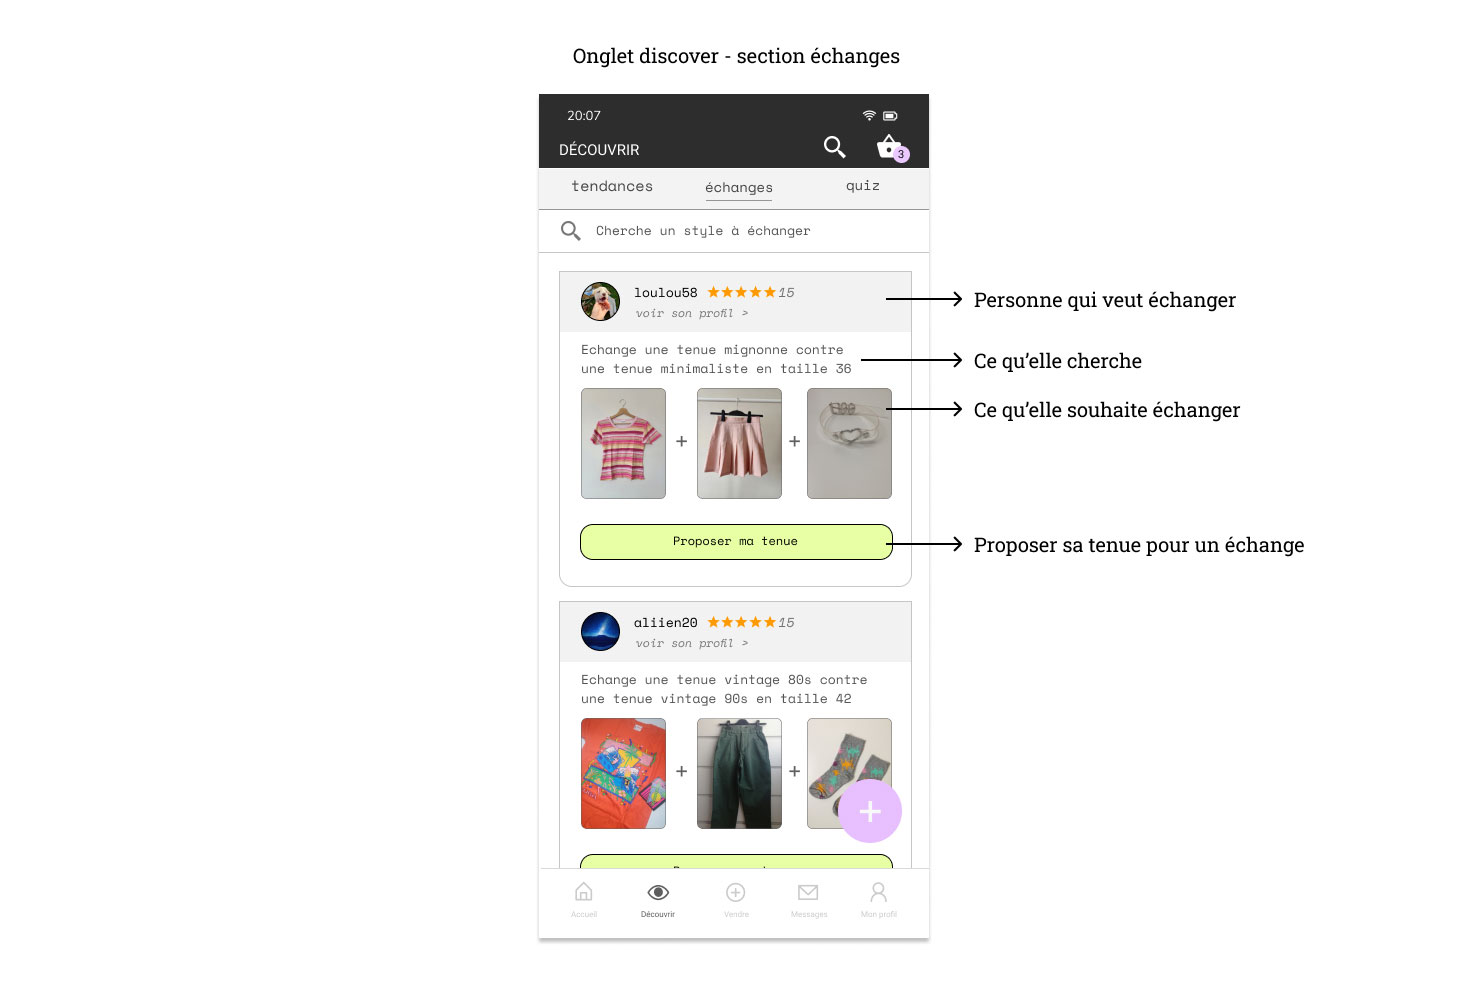 Onglet discover - section échanges
20:07
DÉCOUVRIR
3
tendances
échanges
quiz
Cherche un style à échanger
loulou58 15
voir son profil >
Personne qui veut échanger
Echange une tenue mignonne contre
une tenue minimaliste en taille 36
Ce qu'elle cherche
Ce qu'elle souhaite échanger
+
+
Proposer ma tenue
Proposer sa tenue pour un échange
aliien20 15
voir son profil >
Echange une tenue vintage 80s contre
une tenue vintage 90s en taille 42
+
+
+
Accueil
Découvrir
Vendre
Messages
Mon profil